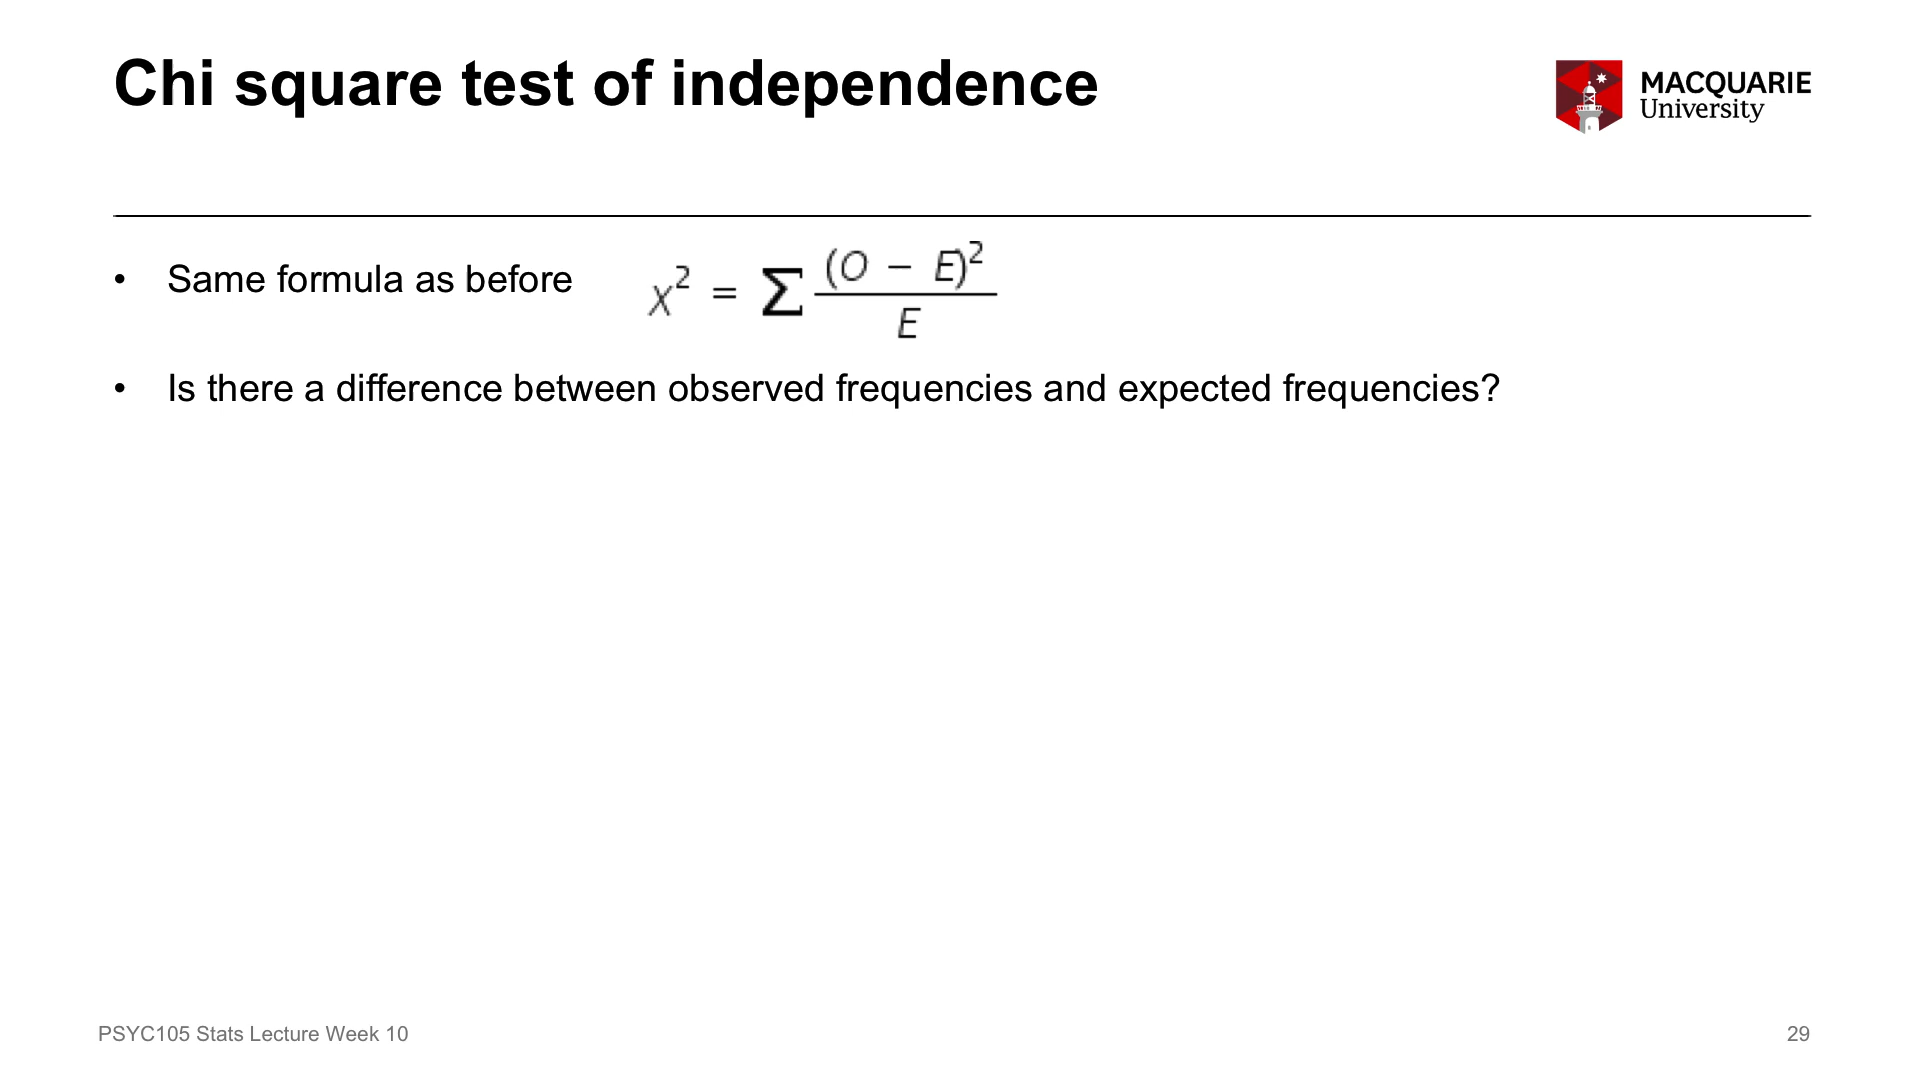 Chi square test of independence
MACQUARIE
University
• Same formula as before
x² = Σ (O − E)² / E
• Is there a difference between observed frequencies and expected frequencies?
PSYC105 Stats Lecture Week 10
29